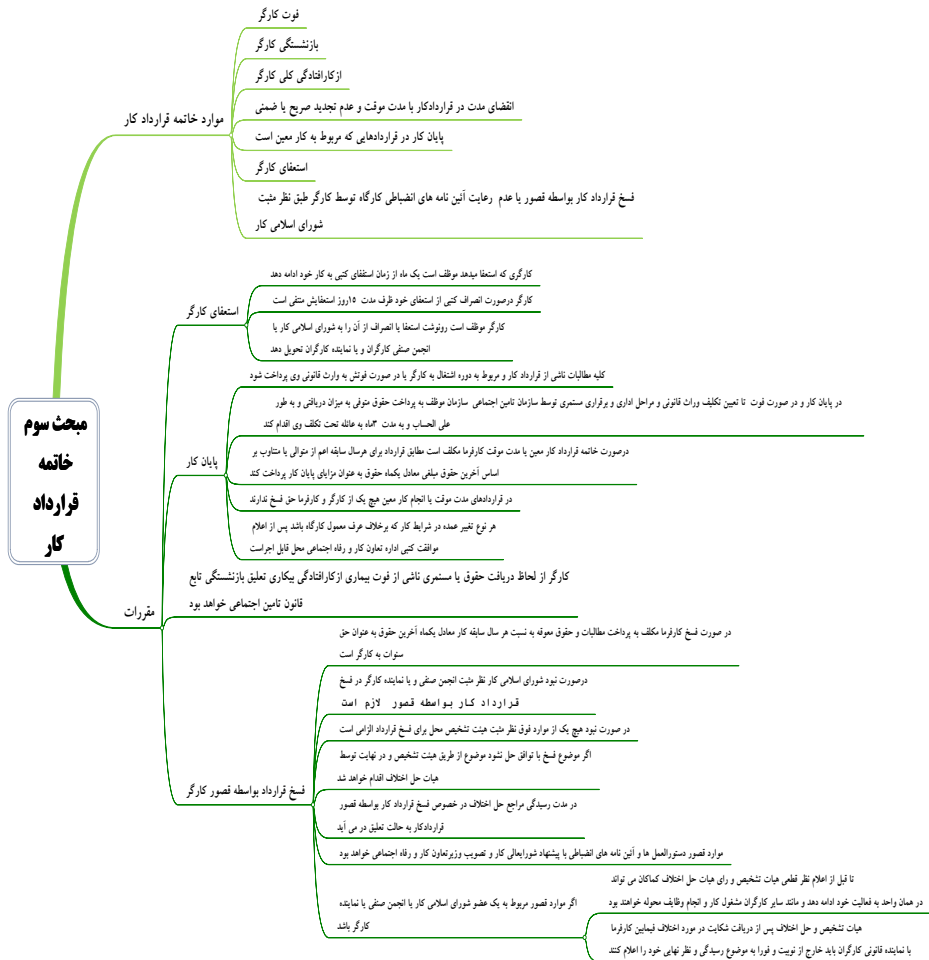 مبحث سوم
خاتمه
قرارداد
کار
موارد خاتمه قرارداد کار
فوت کارگر
بازنشستگی کارگر
ازکارافتادگی کلی کارگر
انقضای مدت در قراردادکار با مدت موقت و عدم تجدید صریح یا ضمنی
پایان کار در قراردادهایی که مربوط به کار معین است
استعفای کارگر
فسخ قرارداد کار بواسطه قصور یا عدم رعایت آئین نامه های انضباطی کارگاه توسط کارگر طبق نظر مثبت
شورای اسلامی کار
مقررات
استعفای کارگر
کارگری که استعفا میدهد موظف است یک ماه از زمان استفقای کتبی به کار خود ادامه دهد
کارگر درصورت انصراف کتبی از استعفای خود ظرف مدت ۱۵روز استعفایش منتفی است
کارگر موظف است رونوشت استعفا یا انصراف از آن را به شورای اسلامی کار یا
انجمن صنفی کارگران و یا نماینده کارگران تحویل دهد
پایان کار
کلیه مطالبات ناشی از قرارداد کار و مربوط به دوره اشتغال به کارگر یا در صورت فوتش به وارث قانونی وی پرداخت شود
در پایان کار و در صورت فوت تا تعیین تکلیف وراث قانونی و مراحل اداری و برقراری مستمری توسط سازمان تامین اجتماعی سازمان موظف به پرداخت حقوق متوفی به میزان دریافتی و به طور
علی الحساب و به مدت ۳ماه به عائله تحت تکلف وی اقدام کند
درصورت خاتمه قرارداد کار معین یا مدت موقت کارفرما مکلف است مطابق قرارداد برای هرسال سابقه اعم از متوالی یا متناوب بر
اساس آخرین حقوق مبلغی معادل یکماه حقوق به عنوان مزایای پایان کار پرداخت کند
در قراردادهای مدت موقت یا انجام کار معین هیچ یک از کارگر و کارفرما حق فسخ ندارند
هر نوع تغییر عمده در شرایط کار که برخلاف عرف معمول کارگاه باشد پس از اعلام
موافقت کتبی اداره تعاون کار و رفاه اجتماعی محل قابل اجراست
کارگر از لحاظ دریافت حقوق یا مستمری ناشی از فوت بیماری ازکارافتادگی بیکاری تعلیق بازنشستگی تابع
قانون تامین اجتماعی خواهد بود
فسخ قرارداد بواسطه قصور کارگر
در صورت فسخ کارفرما مکلف به پرداخت مطالبات و حقوق معوقه به نسبت هر سال سابقه کار معادل یکماه آخرین حقوق به عنوان حق
سنوات به کارگر است
درصورت نبود شورای اسلامی کار نظر مثبت انجمن صنفی و یا نماینده کارگر در فسخ
قرارداد کار بواسطه قصور لازم است
در صورت نبود هیچ یک از موارد فوق نظر مثبت هیئت تشخیص محل برای فسخ قرارداد الزامی است
اگر موضوع فسخ با توافق حل نشود موضوع از طریق هیئت تشخیص و در نهایت توسط
هیات حل اختلاف اقدام خواهد شد
در مدت رسیدگی مراجع حل اختلاف در خصوص فسخ قرارداد کار بواسطه قصور
قراردادکار به حالت تعلیق در می آید
موارد قصور دستورالعمل ها و آئین نامه های انضباطی با پیشنهاد شورایعالی کار و تصویب وزیرتعاون کار و رفاه اجتماعی خواهد بود
اگر موارد قصور مربوط به یک عضو شورای اسلامی کار یا انجمن صنفی یا نماینده
کارگر باشد
تا قبل از اعلام نظر قطعی هیات تشخیص و رای هیات حل اختلاف کماکان می تواند
در همان واحد به فعالیت خود ادامه دهد و مانند سایر کارگران مشغول کار و انجام وظایف محوله خواهند بود
هیات تشخیص و حل اختلاف پس از دریافت شکایت در مورد اختلاف فیمابین کارفرما
با نماینده قانونی کارگران باید خارج از نوبیت و فورا به موضوع رسیدگی و نظر نهایی خود را اعلام کنند